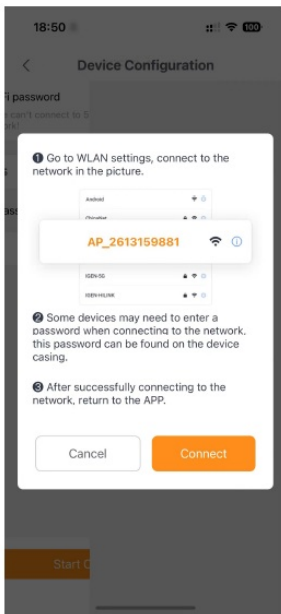 18:50
100
Device Configuration
Fi password
can't connect to 5
ork!
s
ass
❶ Go to WLAN settings, connect to the
network in the picture.
Android
ChinaNet
AP_2613159881
IGEN-5G
IGEN-HILINK
❷ Some devices may need to enter a
password when connecting to the network,
this password can be found on the device
casing.
❸ After successfully connecting to the
network, return to the APP.
Cancel
Connect
Start C